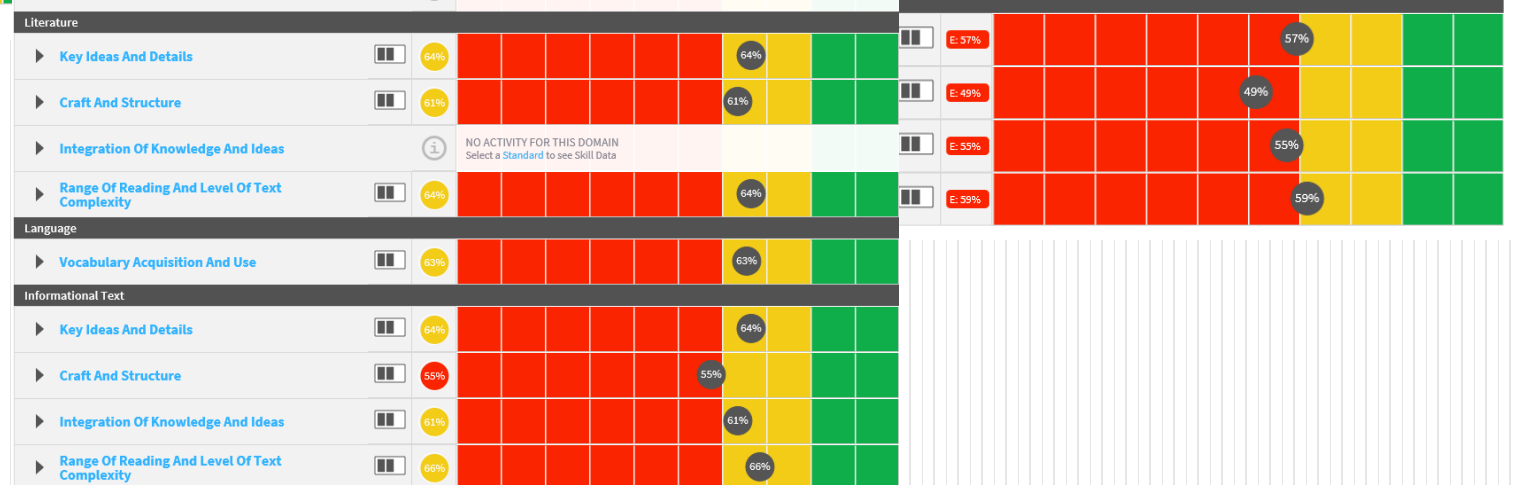 Literature
Key Ideas And Details
64%
64%
Craft And Structure
61%
61%
Integration Of Knowledge And Ideas
i
NO ACTIVITY FOR THIS DOMAIN
Select a Standard to see Skill Data
Range Of Reading And Level Of Text
Complexity
64%
64%
Language
Vocabulary Acquisition And Use
63%
63%
Informational Text
Key Ideas And Details
64%
64%
Craft And Structure
55%
55%
Integration Of Knowledge And Ideas
61%
61%
Range Of Reading And Level Of Text
Complexity
66%
66%
E: 57%
57%
E: 49%
49%
E: 55%
55%
E: 59%
59%